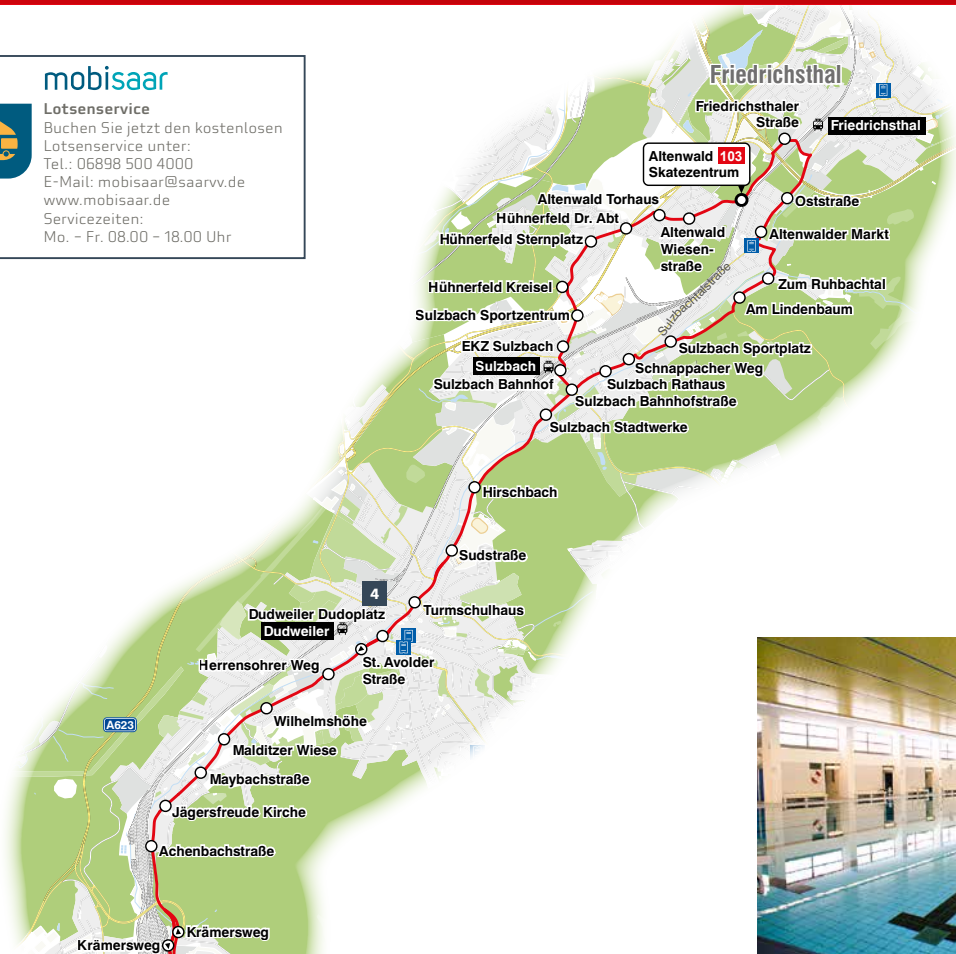 mobisaar
Lotsenservice
Buchen Sie jetzt den kostenlosen
Lotsenservice unter:
Tel.: 06898 500 4000
E-Mail: mobisaar@saarvv.de
www.mobisaar.de
Servicezeiten:
Mo. – Fr. 08.00 – 18.00 Uhr
Friedrichsthal
Friedrichsthaler
Straße
Friedrichsthal
Altenwald 103
Skatezentrum
Altenwald Torhaus
Oststraße
Hühnerfeld Dr. Abt
Altenwald
Wiesen-
straße
Altenwalder Markt
Hühnerfeld Sternplatz
Sulzbachtalstraße
Zum Ruhbachtal
Hühnerfeld Kreisel
Am Lindenbaum
Sulzbach Sportzentrum
EKZ Sulzbach
Sulzbach Sportplatz
Sulzbach
Schnappacher Weg
Sulzbach Bahnhof
Sulzbach Rathaus
Sulzbach Bahnhofstraße
Sulzbach Stadtwerke
Hirschbach
Sudstraße
4
Turmschulhaus
Dudweiler Dudoplatz
Dudweiler
Herrensohrer Weg
St. Avolder
Straße
Wilhelmshöhe
A623
Malditzer Wiese
Maybachstraße
Jägersfreude Kirche
Achenbachstraße
Krämersweg
Krämersweg